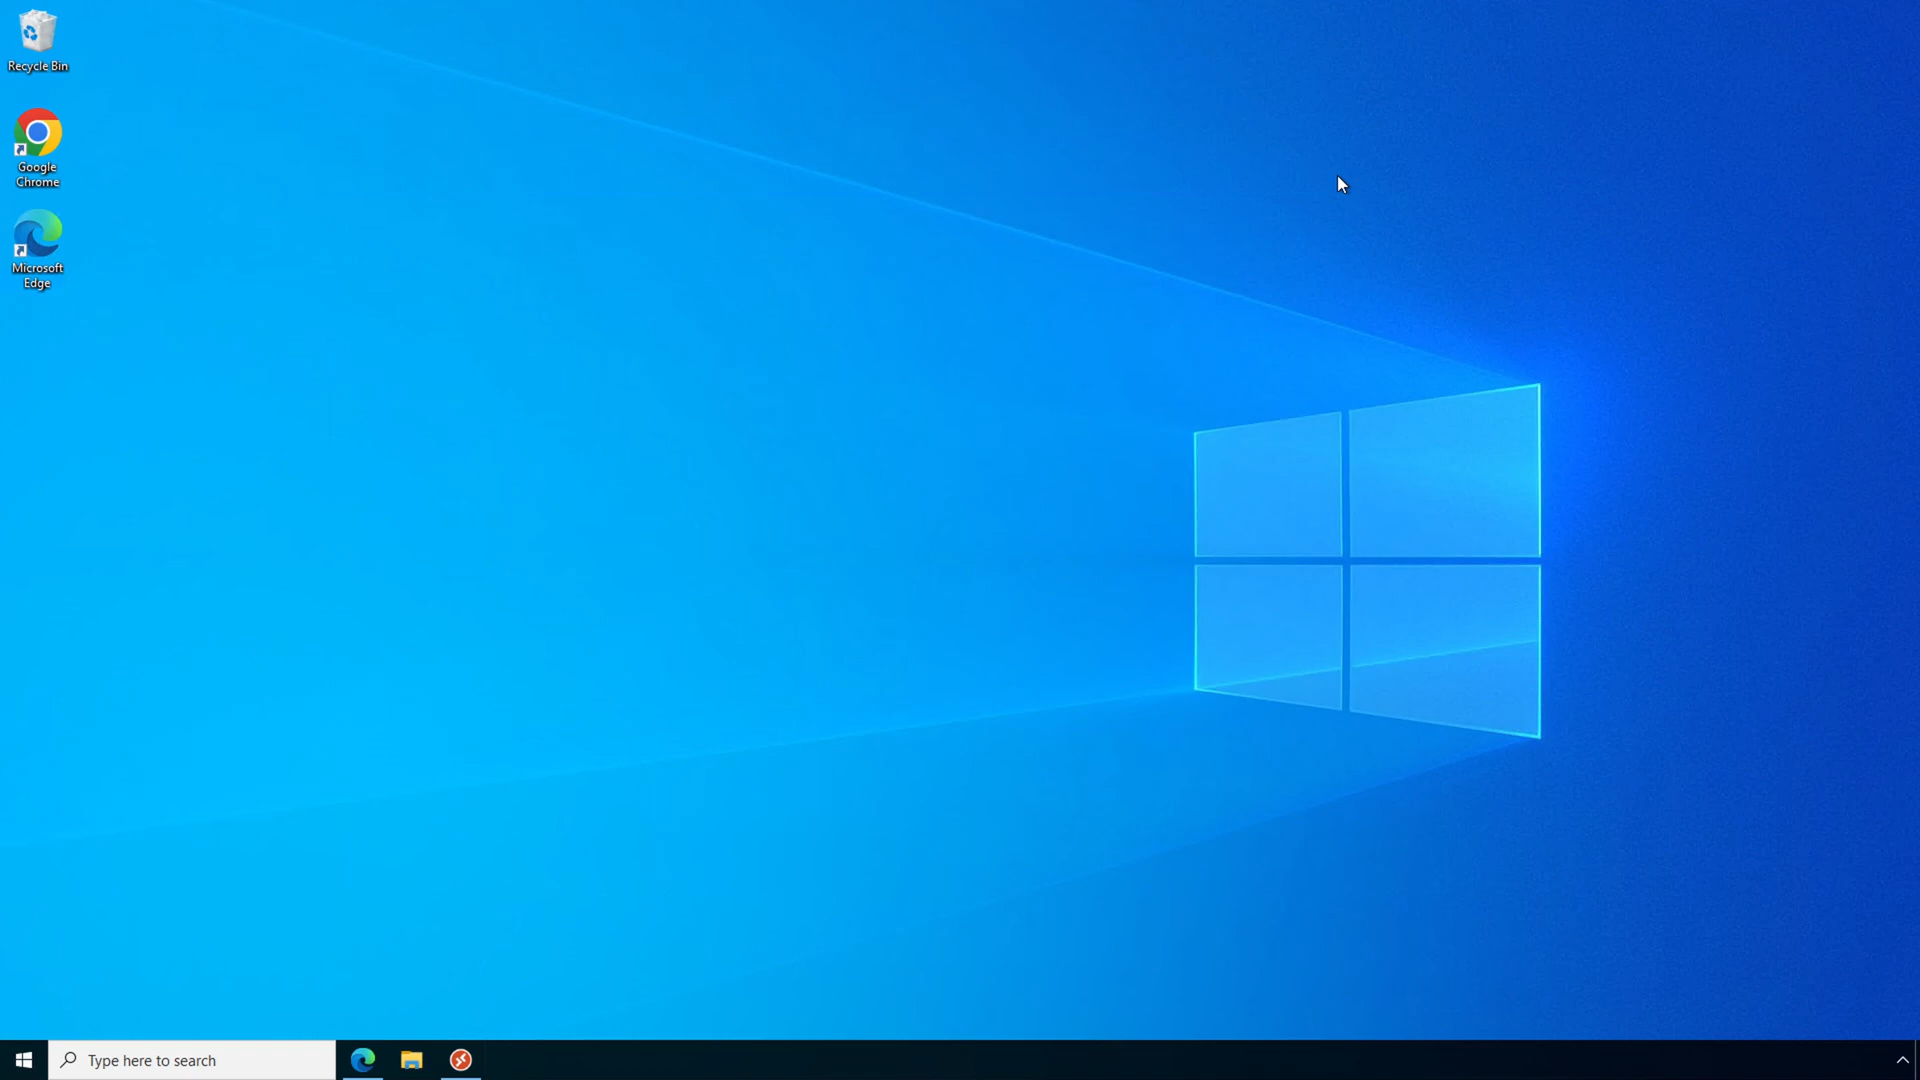 Recycle Bin
Google
Chrome
Microsoft
Edge
Type here to search